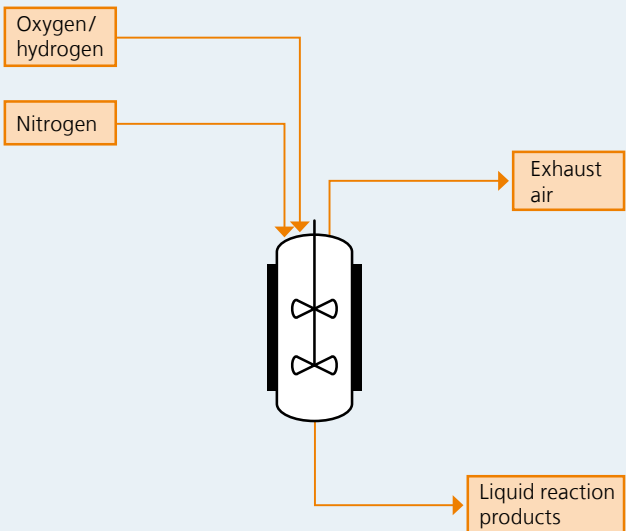 Oxygen/
hydrogen
Nitrogen
Exhaust
air
Liquid reaction
products